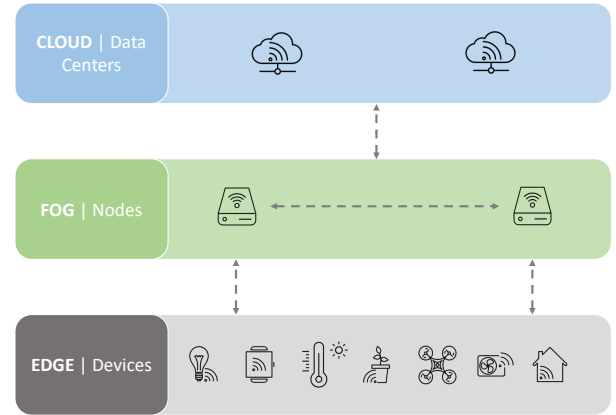 CLOUD | Data
Centers
FOG | Nodes
EDGE | Devices